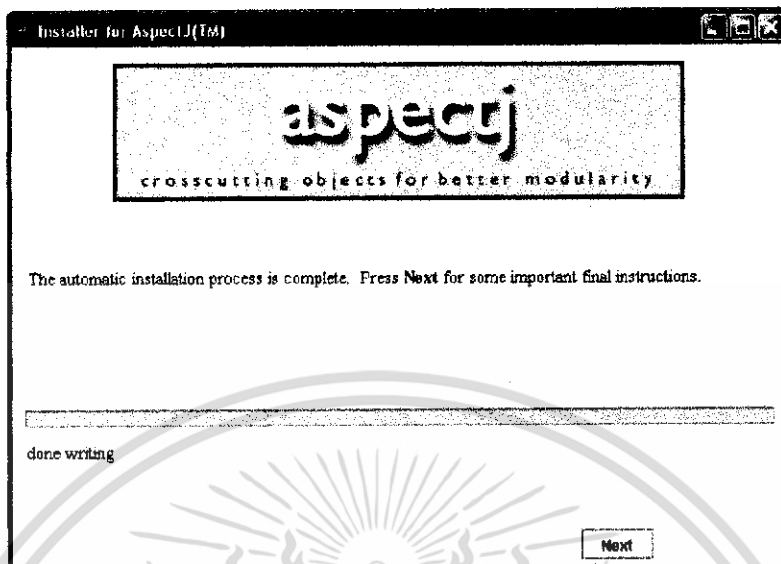 Installer for AspectJ(TM)
aspectj
crosscutting objects for better modularity
The automatic installation process is complete. Press Next for some important final instructions.
done writing
Next